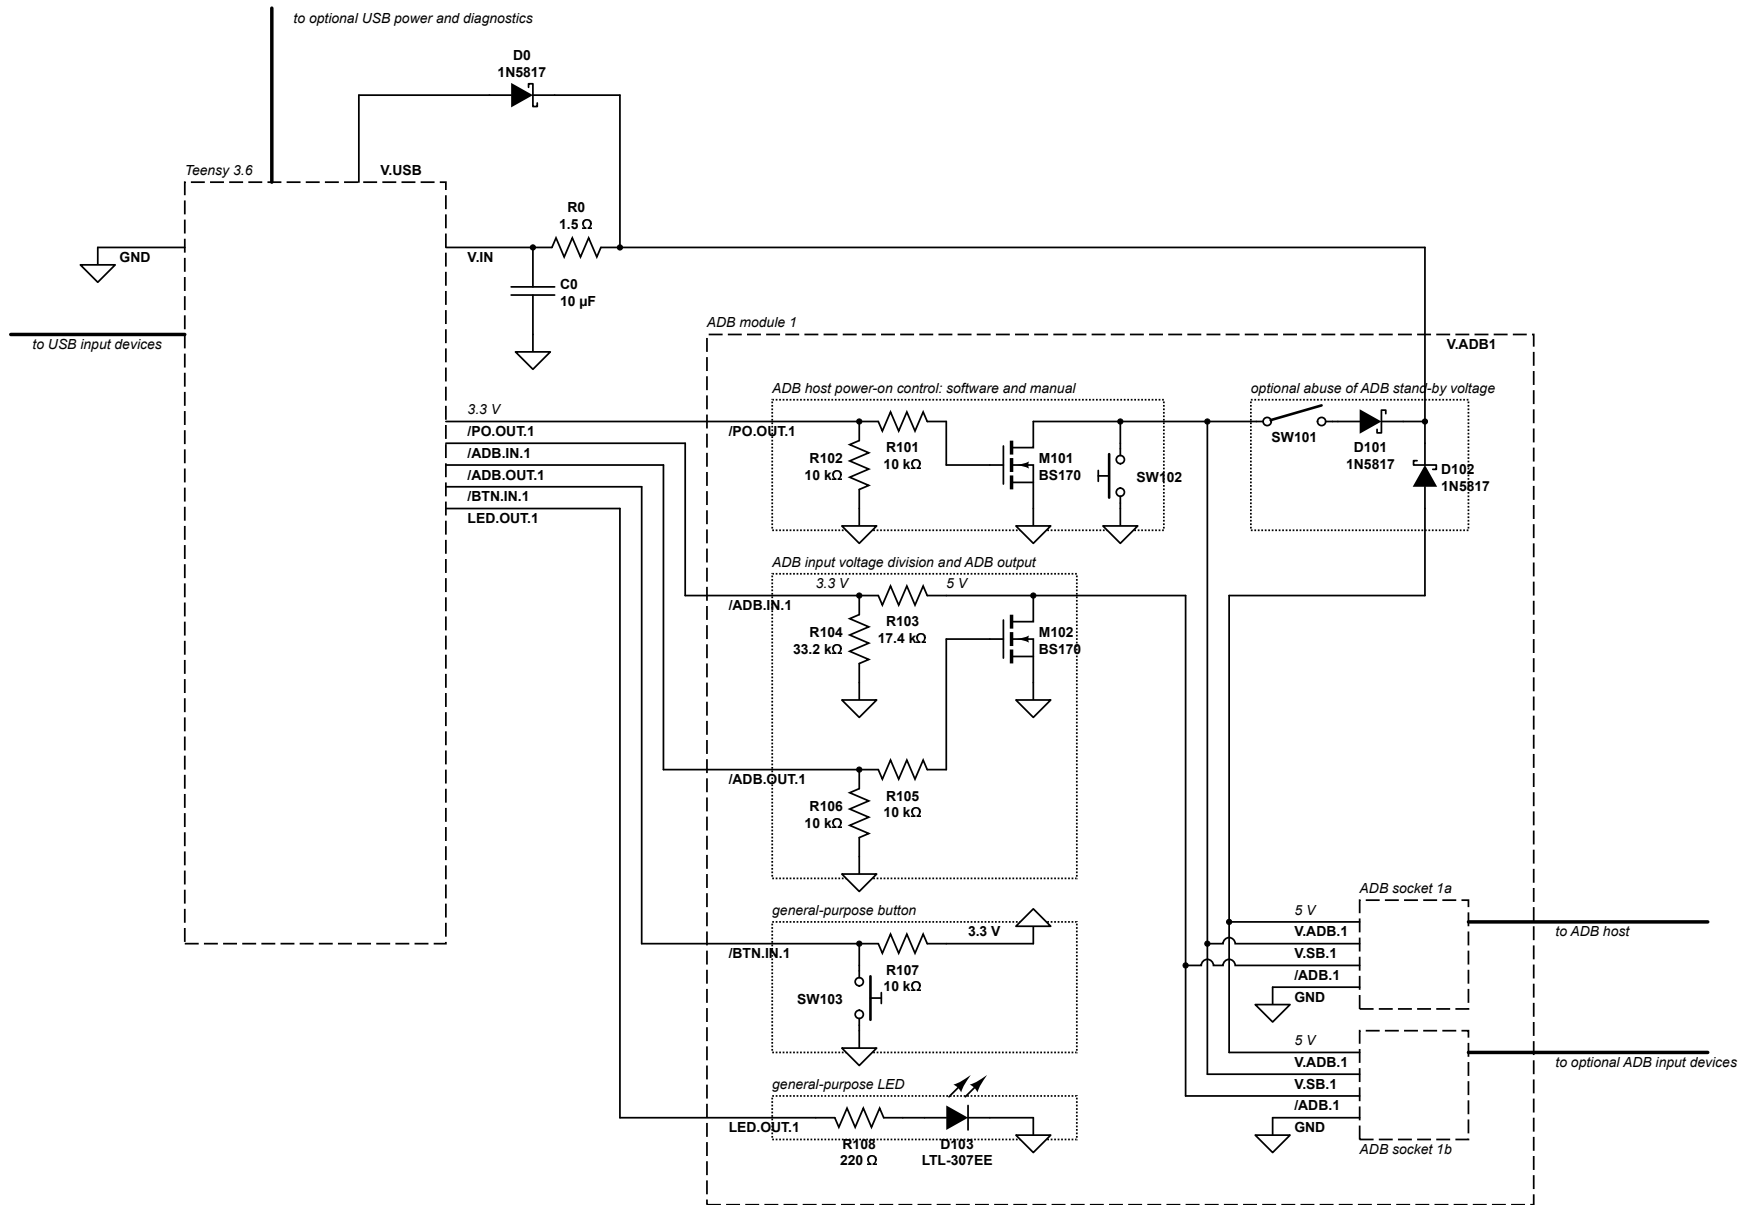 to optional USB power and diagnostics
D0
1N5817
Teensy 3.6
V.USB
R0
1.5 Ω
GND
V.IN
C0
10 µF
to USB input devices
ADB module 1
V.ADB1
ADB host power-on control: software and manual
optional abuse of ADB stand-by voltage
3.3 V
/PO.OUT.1
/ADB.IN.1
/ADB.OUT.1
/BTN.IN.1
LED.OUT.1
/PO.OUT.1
R101
10 kΩ
R102
10 kΩ
M101
BS170
SW102
SW101
D101
1N5817
D102
1N5817
ADB input voltage division and ADB output
3.3 V
5 V
/ADB.IN.1
R103
17.4 kΩ
R104
33.2 kΩ
M102
BS170
/ADB.OUT.1
R105
10 kΩ
R106
10 kΩ
general-purpose button
3.3 V
/BTN.IN.1
R107
10 kΩ
SW103
general-purpose LED
LED.OUT.1
R108
220 Ω
D103
LTL-307EE
ADB socket 1a
5 V
V.ADB.1
V.SB.1
/ADB.1
GND
to ADB host
5 V
V.ADB.1
V.SB.1
/ADB.1
GND
to optional ADB input devices
ADB socket 1b